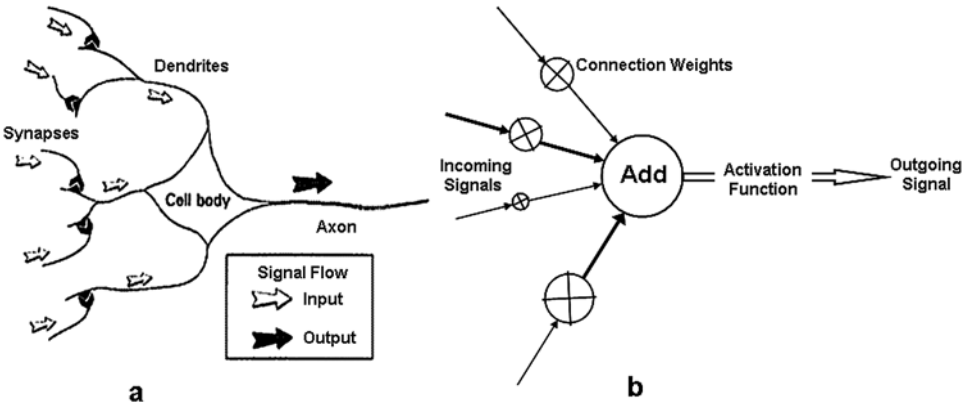 Dendrites
Synapses
Cell body
Axon
Signal Flow
Input
Output
a
Connection Weights
Incoming
Signals
Add
Activation
Function
Outgoing
Signal
b